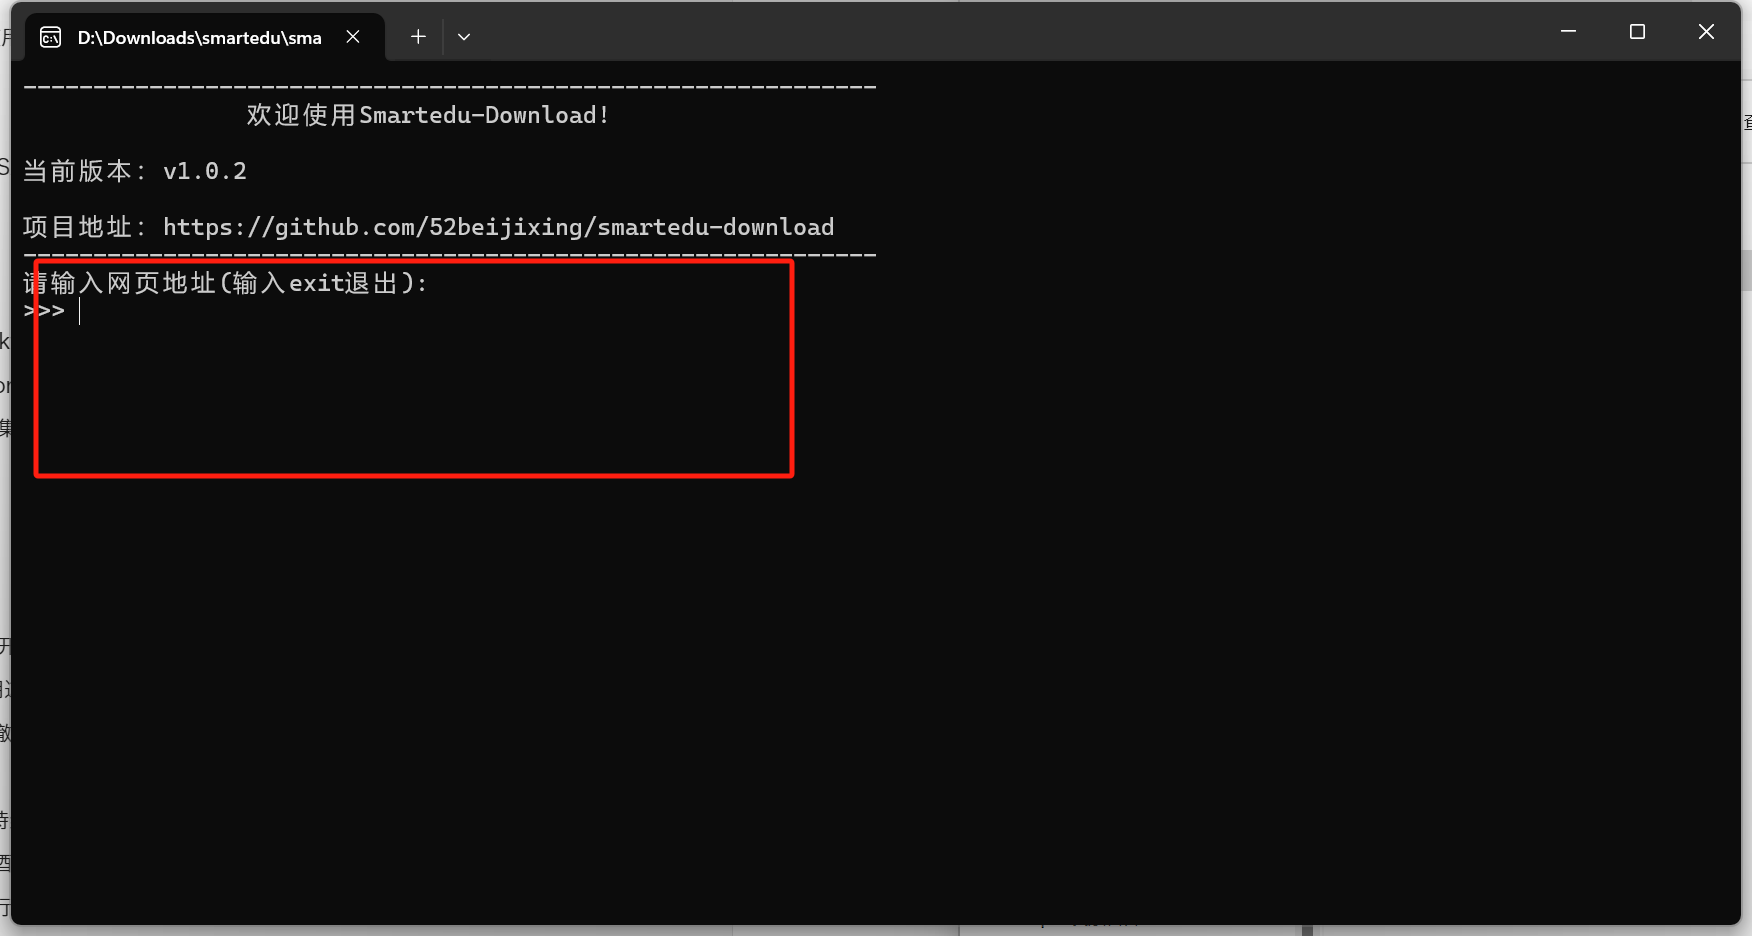 D:\Downloads\smartedu\sma
------------------------------------------------------------
欢迎使用Smartedu-Download!
当前版本: v1.0.2
项目地址: https://github.com/52beijixing/smartedu-download
------------------------------------------------------------
请输入网页地址(输入exit退出):
>>>